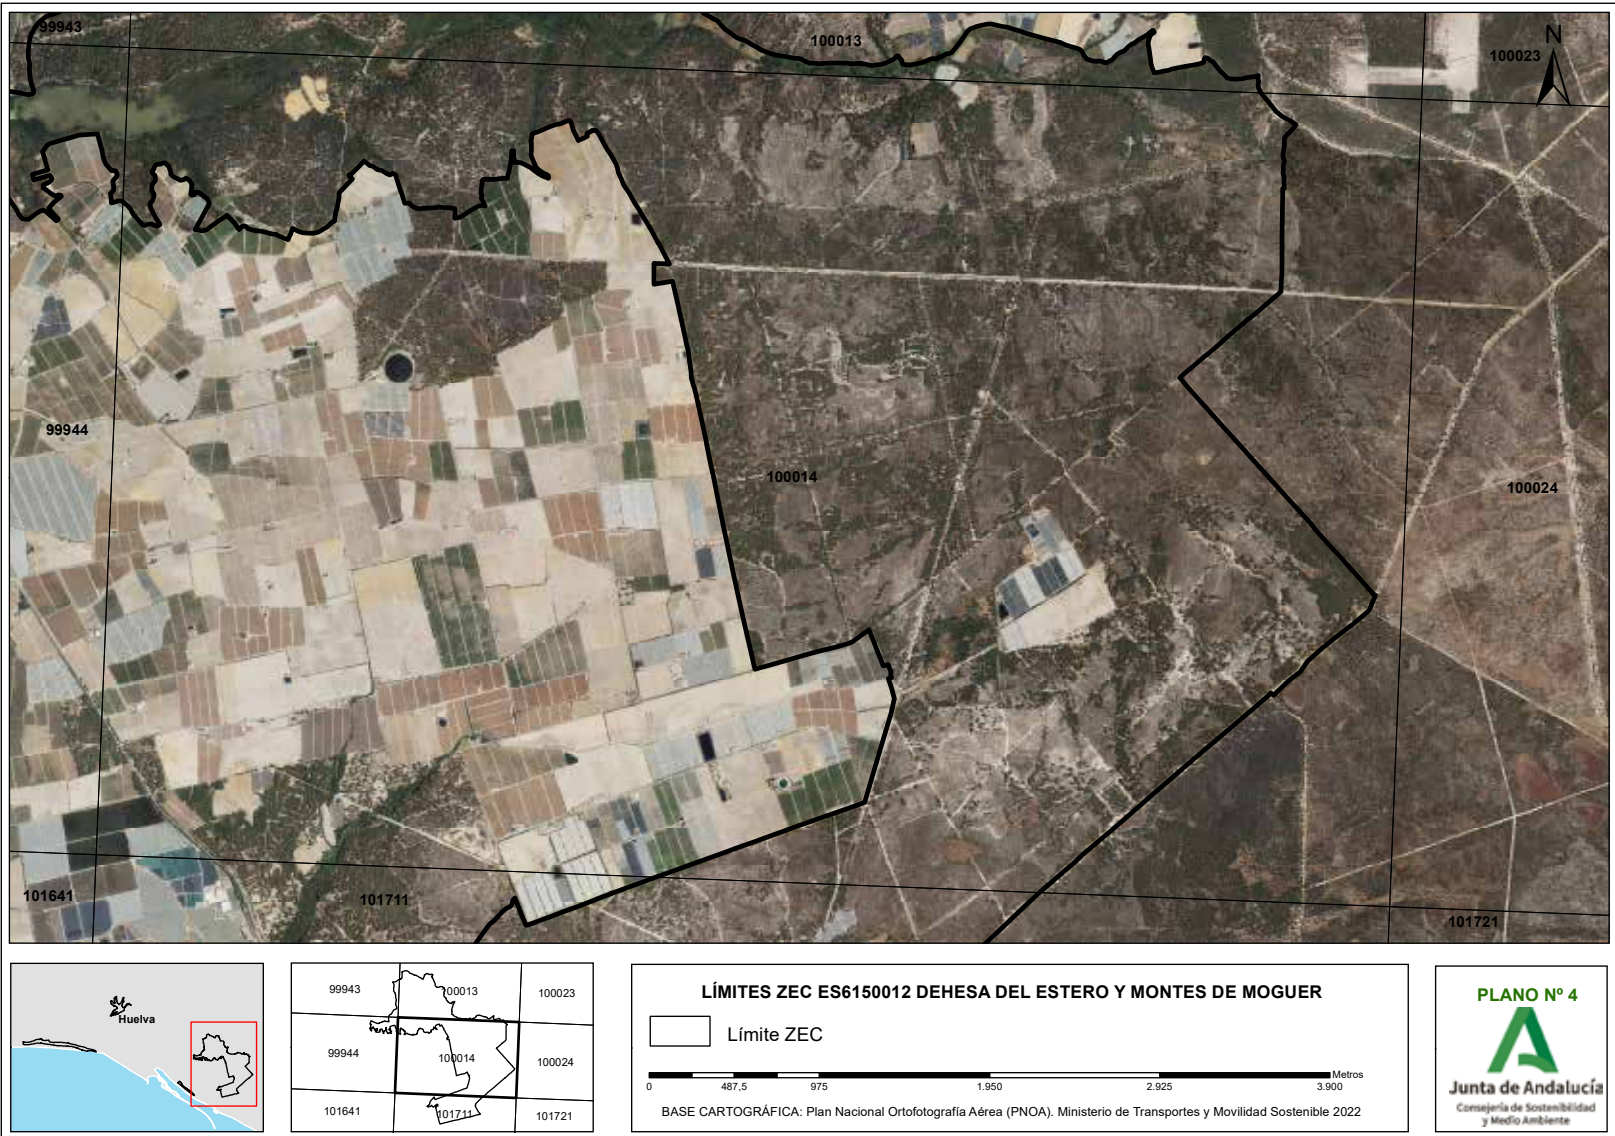 99943
100013
N
100023
99944
100014
100024
101641
101711
101721
Huelva
99943
100013
100023
99944
100014
100024
101641
101711
101721
LÍMITES ZEC ES6150012 DEHESA DEL ESTERO Y MONTES DE MOGUER
Límite ZEC
Metros
0 487,5 975 1.950 2.925 3.900
BASE CARTOGRÁFICA: Plan Nacional Ortofotografía Aérea (PNOA). Ministerio de Transportes y Movilidad Sostenible 2022
PLANO Nº 4
Junta de Andalucía
Consejería de Sostenibilidad
y Medio Ambiente